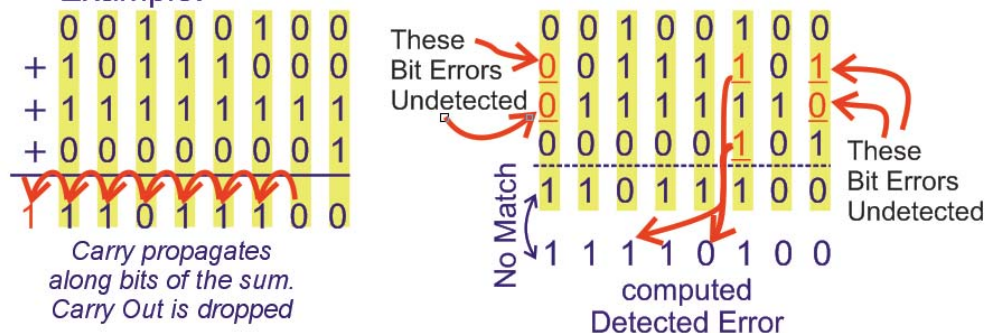 Example:
0 0 1 0 0 1 0 0
+ 1 0 1 1 1 0 0 0
+ 1 1 1 1 1 1 1 1
+ 0 0 0 0 0 0 0 1
1 1 1 0 1 1 1 0 0
Carry propagates
along bits of the sum.
Carry Out is dropped
These
Bit Errors
Undetected
0 0 1 0 0 1 0 0
0 0 1 1 1 1 0 1
0 1 1 1 1 1 1 0
0 0 0 0 0 1 0 1
1 1 0 1 1 1 0 0
No Match
1 1 1 1 0 1 0 0
computed
Detected Error
These
Bit Errors
Undetected